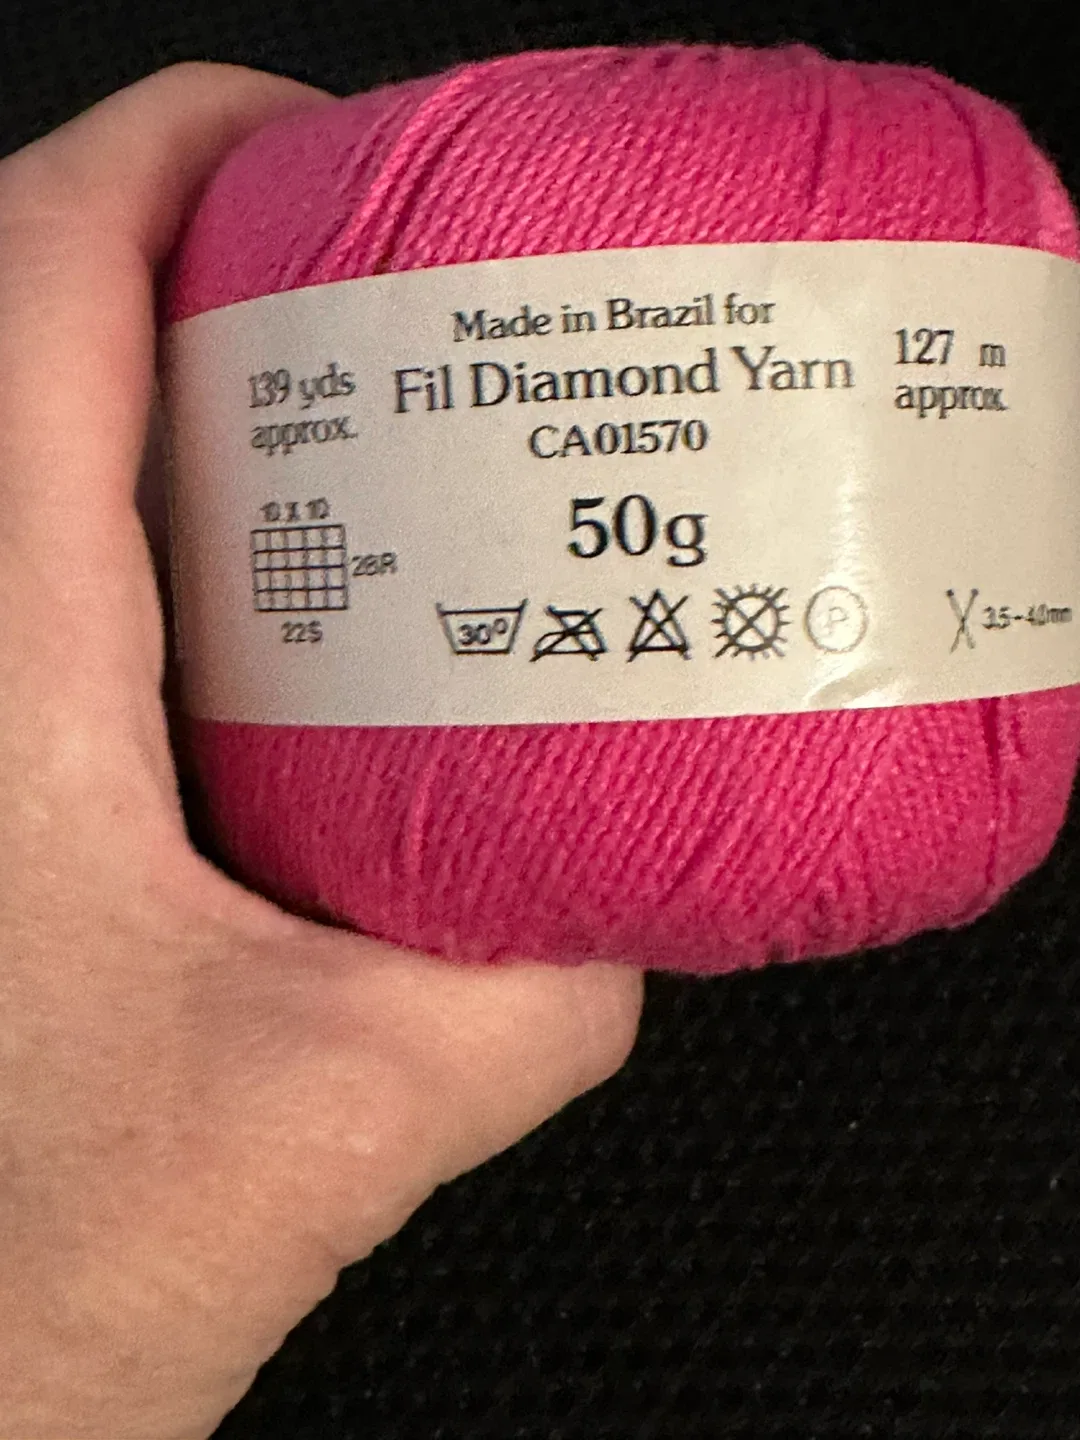 Made in Brazil for
139 yds
approx.
Fil Diamond Yarn
127 m
approx.
CA01570
50g
10 X 10
28R
22S
30°
P
3.5-4.0mm